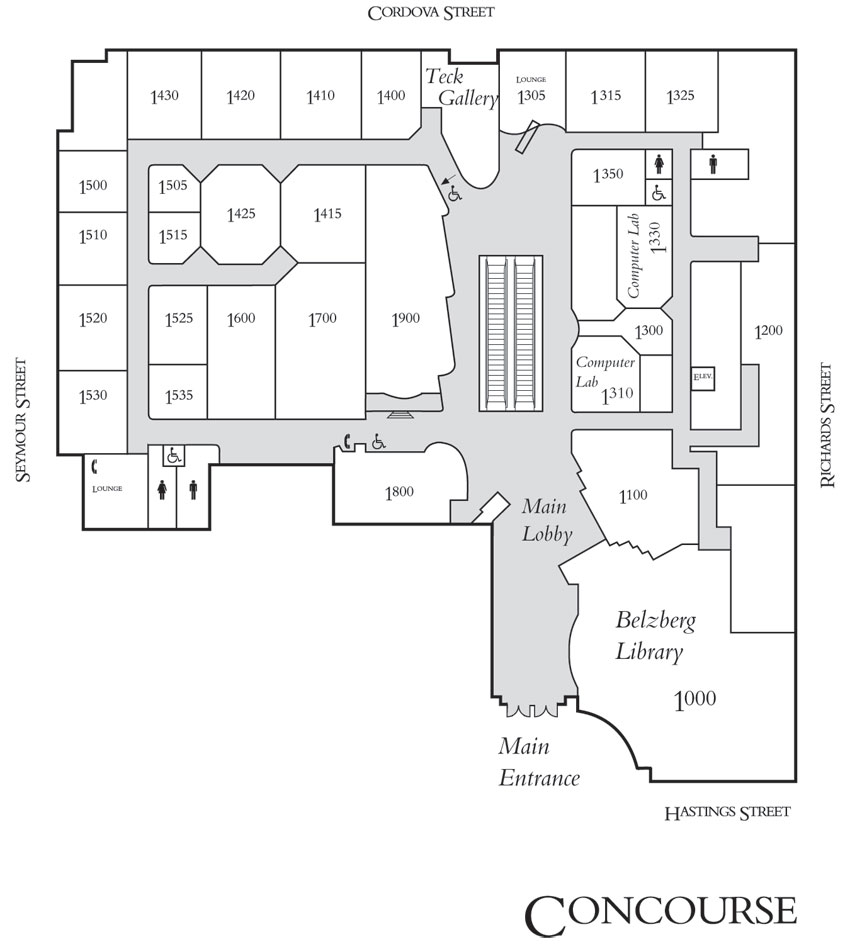 CORDOVA STREET
Teck
Gallery
LOUNGE
1430
1420
1410
1400
1305
1315
1325
1500
1505
1425
1415
1350
1510
1515
Computer Lab
1330
1520
1525
1600
1700
1900
1300
1200
Computer
Lab
1310
ELEV.
1530
1535
SEYMOUR STREET
RICHARDS STREET
LOUNGE
1800
Main
Lobby
1100
Belzberg
Library
1000
Main
Entrance
HASTINGS STREET
CONCOURSE